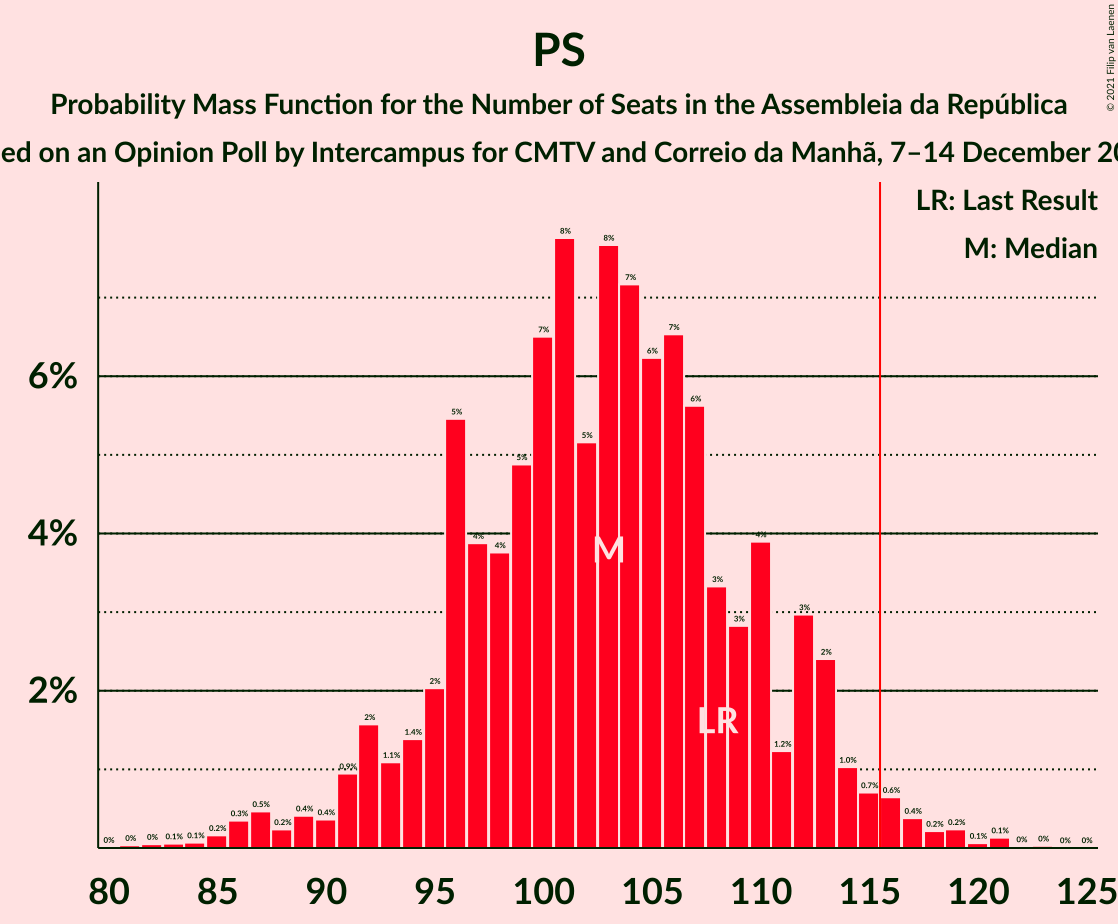 PS
Probability Mass Function for the Number of Seats in the Assembleia da República
ed on an Opinion Poll by Intercampus for CMTV and Correio da Manhã, 7–14 December 20
© 2021 Filip van Laenen
LR: Last Result
M: Median
6%
4%
2%
0% 0% 0% 0.1% 0.1% 0.2% 0.3% 0.5% 0.2% 0.4% 0.4% 0.9% 2% 1.1% 1.4% 2% 5% 4% 4% 5% 7% 8% 5% 8% 7% 6% 7% 6% 3% 3% 4% 1.2% 3% 2% 1.0% 0.7% 0.6% 0.4% 0.2% 0.2% 0.1% 0.1% 0% 0% 0% 0%
M
LR
80 85 90 95 100 105 110 115 120 125